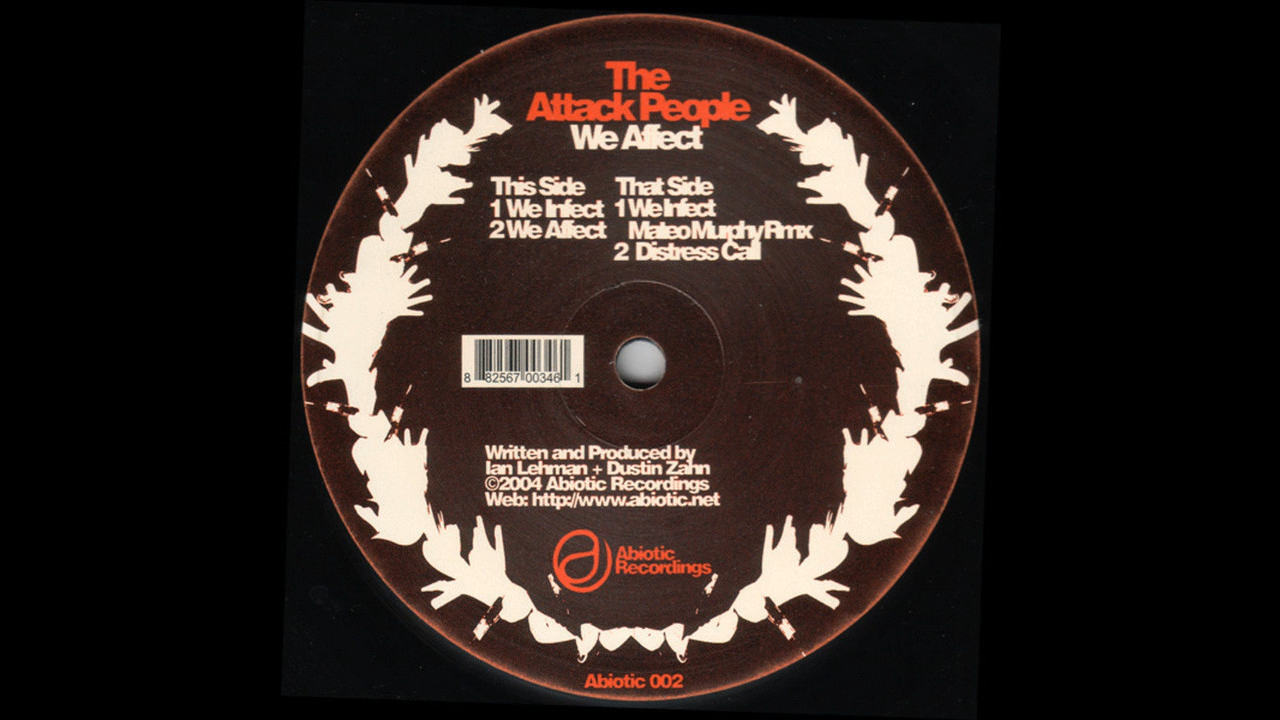 The
Attack People
We Affect
This Side
1 We Infect
2 We Affect
That Side
1 We Infect
Mateo Murphy Rmx
2 Distress Call
8 82567 00346 1
Written and Produced by
Ian Lehman + Dustin Zahn
©2004 Abiotic Recordings
Web: http://www.abiotic.net
Abiotic
Recordings
Abiotic 002